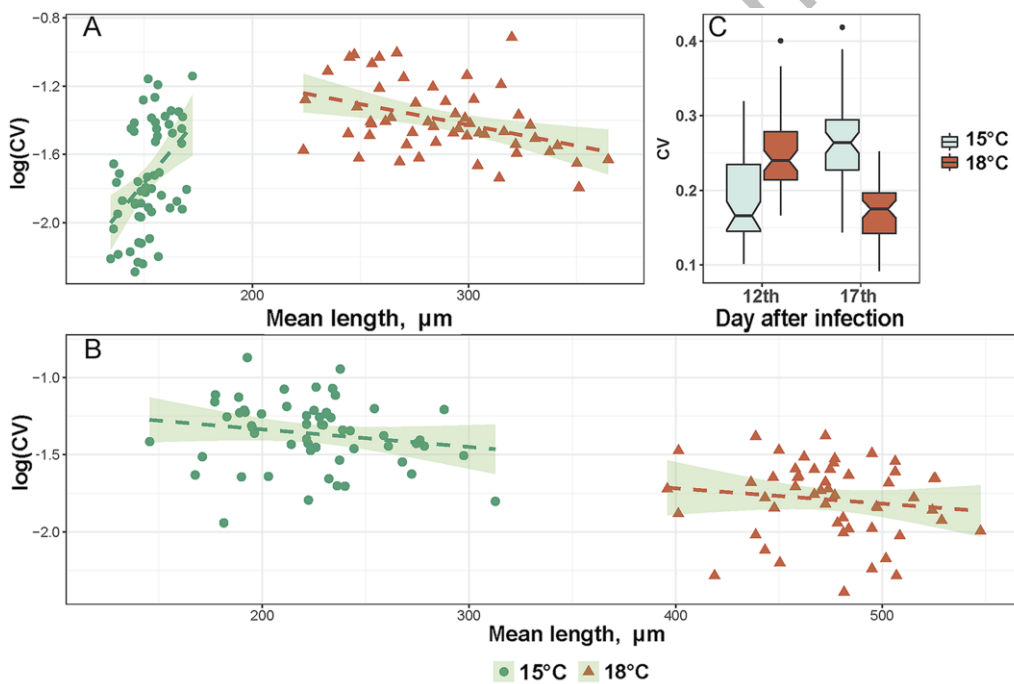 A
log(CV)
−0.8
−1.2
−1.6
−2.0
200
300
Mean length, μm
C
CV
0.4
0.3
0.2
0.1
12th
17th
Day after infection
15°C
18°C
B
log(CV)
−1.0
−1.5
−2.0
200
300
400
500
Mean length, μm
15°C 18°C